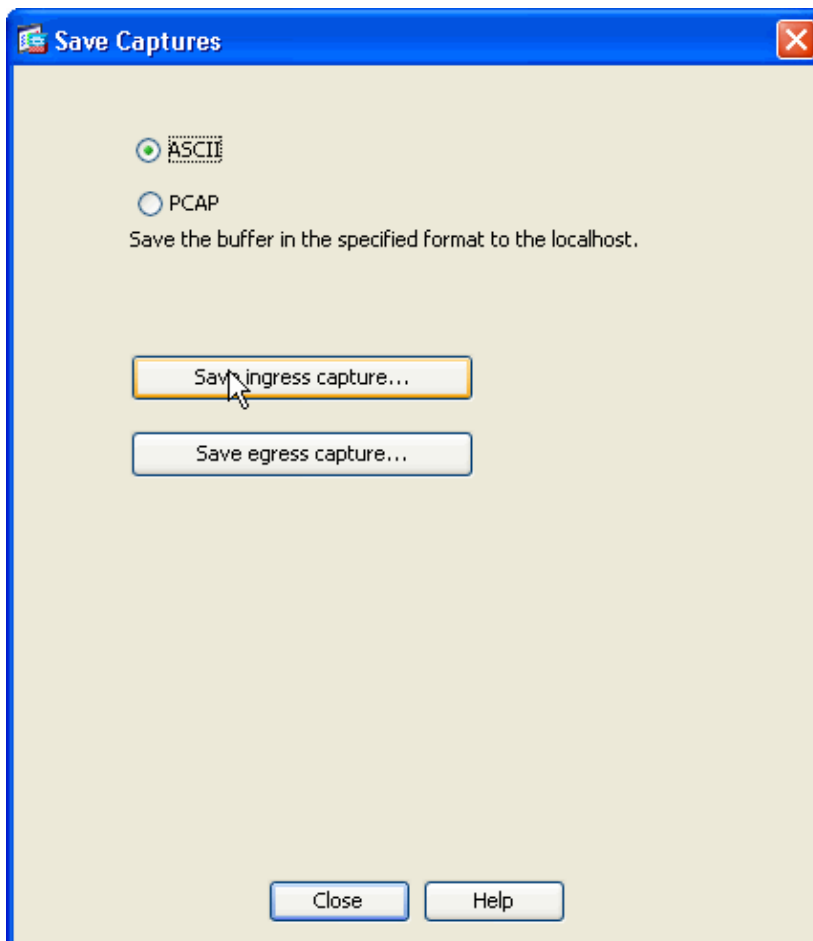 Save Captures
ASCII
PCAP
Save the buffer in the specified format to the localhost.
Save ingress capture...
Save egress capture...
Close
Help